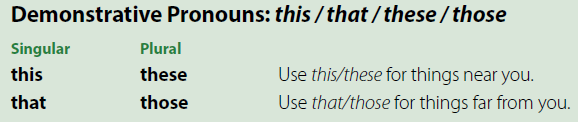 Demonstrative Pronouns: this / that / these / those
Singular Plural
this these Use this/these for things near you.
that those Use that/those for things far from you.